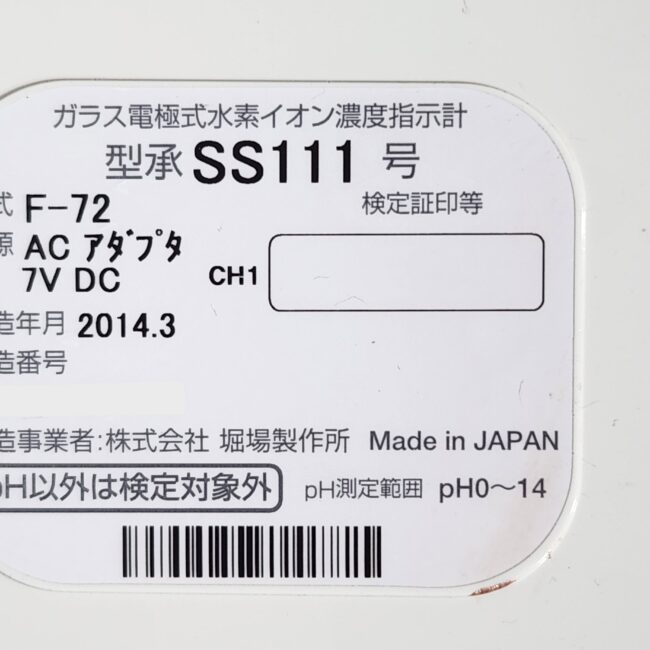 ガラス電極式水素イオン濃度指示計
型承 SS111 号
式 F-72
検定証印等
源 AC アダプタ
7V DC
CH1
造年月 2014.3
造番号
造事業者:株式会社 堀場製作所 Made in JAPAN
pH以外は検定対象外 pH測定範囲 pH0～14